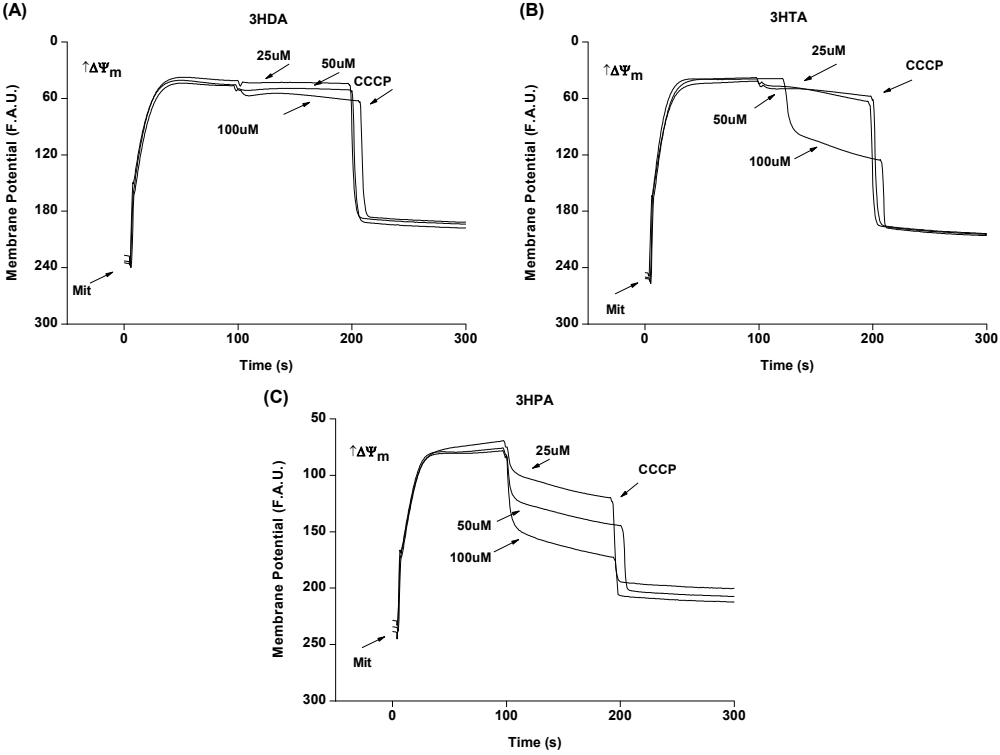 (A)
3HDA
↑ΔΨm
Membrane Potential (F.A.U.)
0
60
120
180
240
300
25uM
50uM
CCCP
100uM
Mit
0
100
200
300
Time (s)
(B)
3HTA
↑ΔΨm
Membrane Potential (F.A.U.)
0
60
120
180
240
300
25uM
CCCP
50uM
100uM
Mit
0
100
200
300
Time (s)
(C)
3HPA
↑ΔΨm
Membrane Potential (F.A.U.)
50
100
150
200
250
300
25uM
CCCP
50uM
100uM
Mit
0
100
200
300
Time (s)